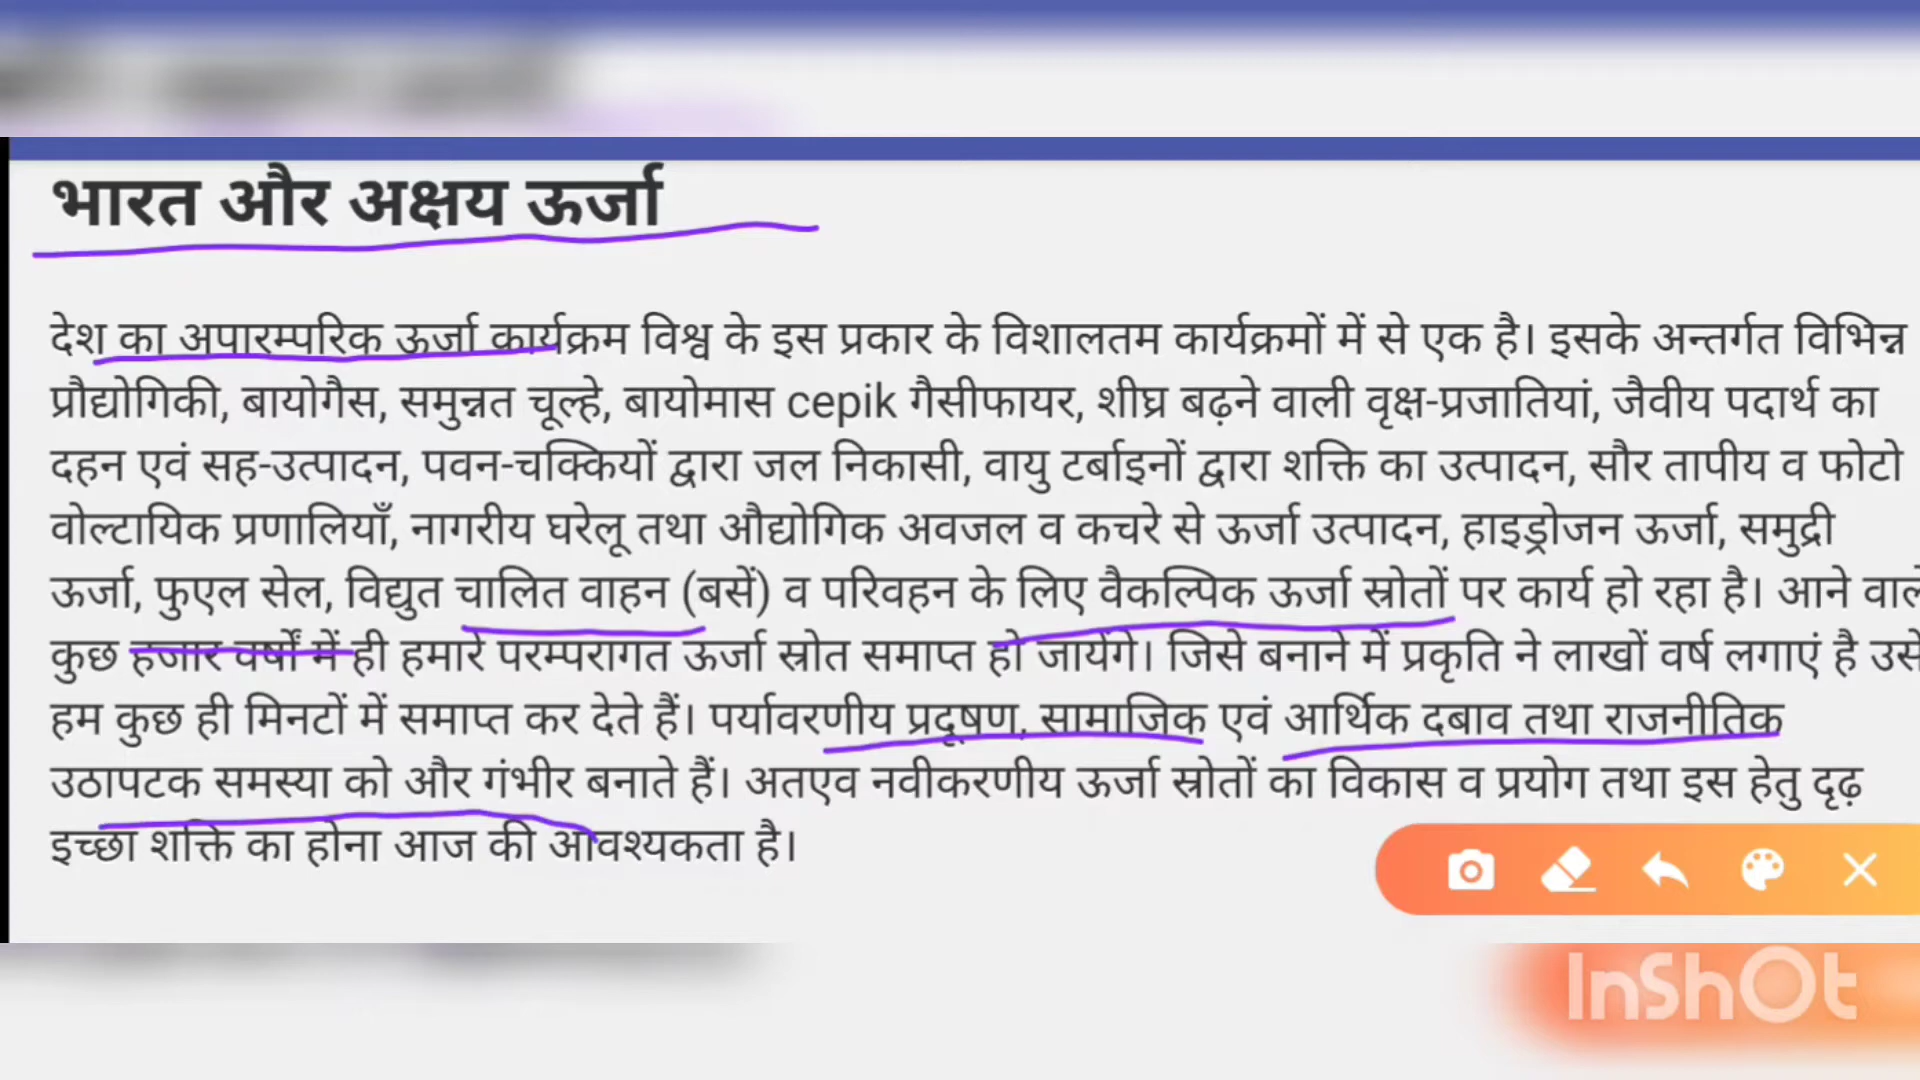 भारत और अक्षय ऊर्जा
देश का अपारम्परिक ऊर्जा कार्यक्रम विश्व के इस प्रकार के विशालतम कार्यक्रमों में से एक है। इसके अन्तर्गत विभिन्न
प्रौद्योगिकी, बायोगैस, समुन्नत चूल्हे, बायोमास cepik गैसीफायर, शीघ्र बढ़ने वाली वृक्ष-प्रजातियां, जैवीय पदार्थ का
दहन एवं सह-उत्पादन, पवन-चक्कियों द्वारा जल निकासी, वायु टर्बाइनों द्वारा शक्ति का उत्पादन, सौर तापीय व फोटो
वोल्टायिक प्रणालियाँ, नागरीय घरेलू तथा औद्योगिक अवजल व कचरे से ऊर्जा उत्पादन, हाइड्रोजन ऊर्जा, समुद्री
ऊर्जा, फुएल सेल, विद्युत चालित वाहन (बसें) व परिवहन के लिए वैकल्पिक ऊर्जा स्रोतों पर कार्य हो रहा है। आने वाले
कुछ हजार वर्षों में ही हमारे परम्परागत ऊर्जा स्रोत समाप्त हो जायेंगे। जिसे बनाने में प्रकृति ने लाखों वर्ष लगाएं है उसे
हम कुछ ही मिनटों में समाप्त कर देते हैं। पर्यावरणीय प्रदूषण, सामाजिक एवं आर्थिक दबाव तथा राजनीतिक
उठापटक समस्या को और गंभीर बनाते हैं। अतएव नवीकरणीय ऊर्जा स्रोतों का विकास व प्रयोग तथा इस हेतु दृढ़
इच्छा शक्ति का होना आज की आवश्यकता है।
InShOt